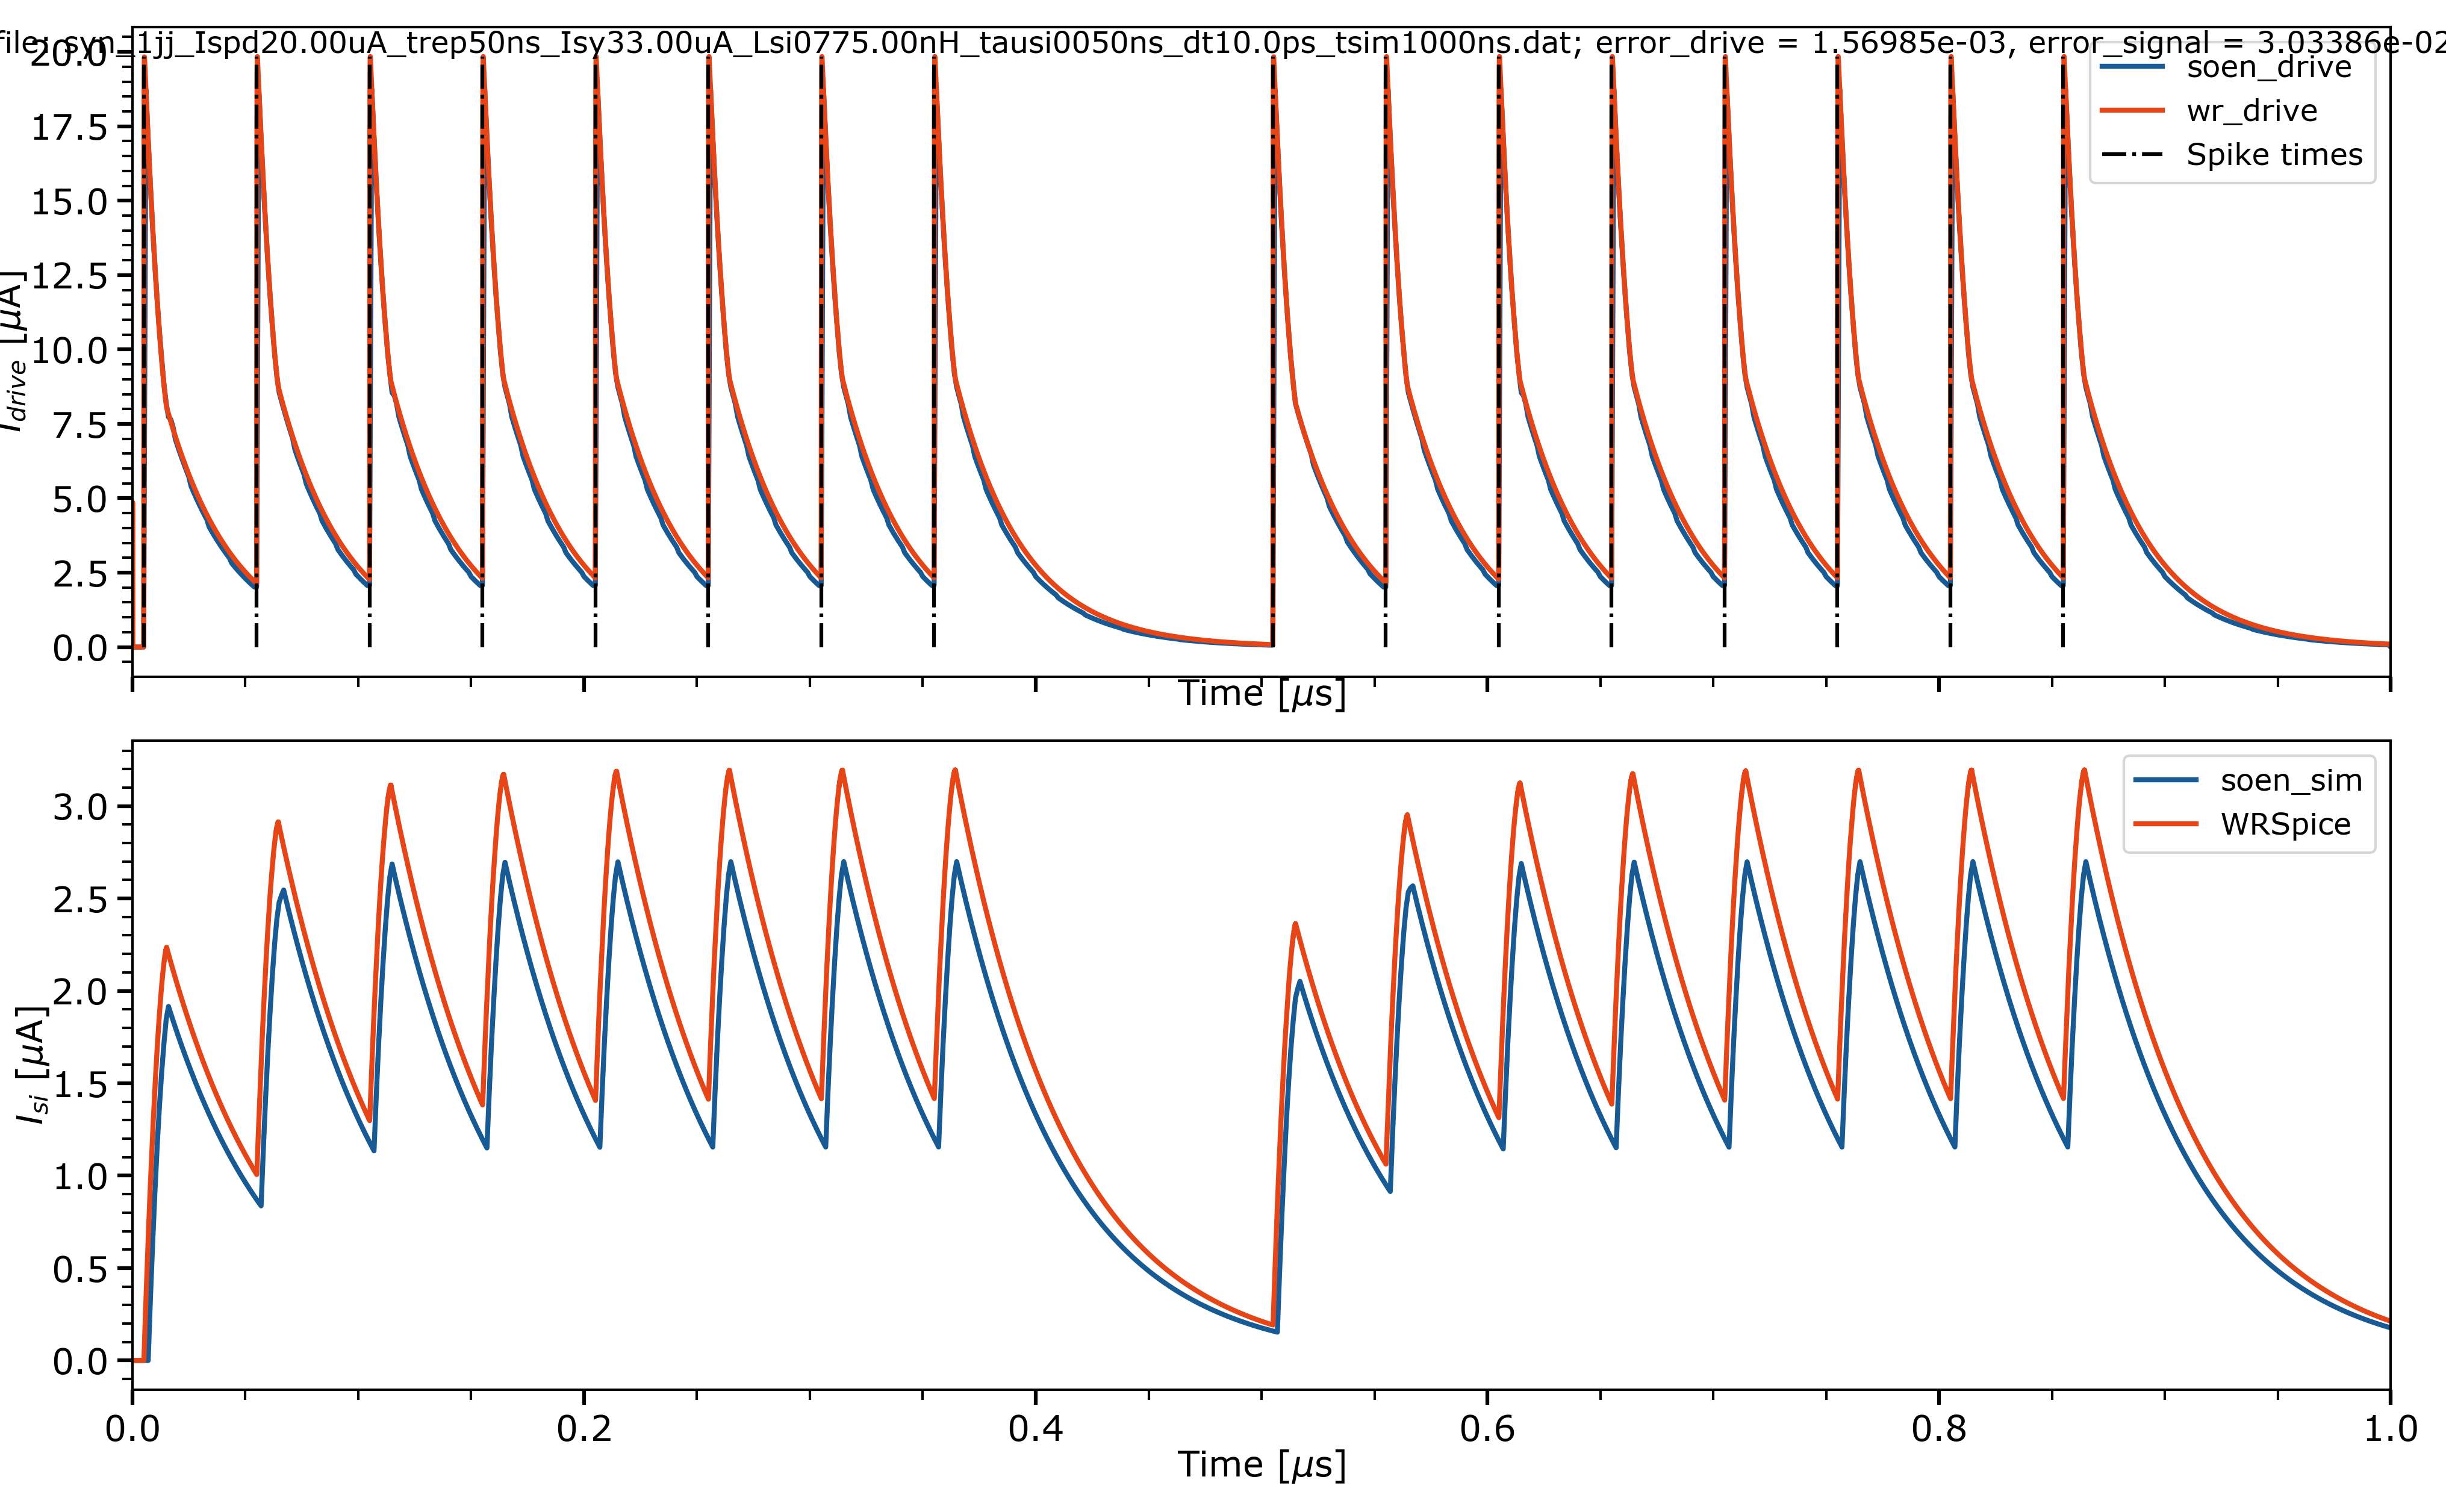 file: syn_1jj_Ispd20.00uA_trep50ns_Isy33.00uA_Lsi0775.00nH_tausi0050ns_dt10.0ps_tsim1000ns.dat; error_drive = 1.56985e-03, error_signal = 3.03386e-02
20.0
17.5
15.0
12.5
10.0
7.5
5.0
2.5
0.0
I_drive [μA]
soen_drive
wr_drive
Spike times
Time [μs]
3.0
2.5
2.0
1.5
1.0
0.5
0.0
I_si [μA]
soen_sim
WRSpice
0.0 0.2 0.4 0.6 0.8 1.0
Time [μs]